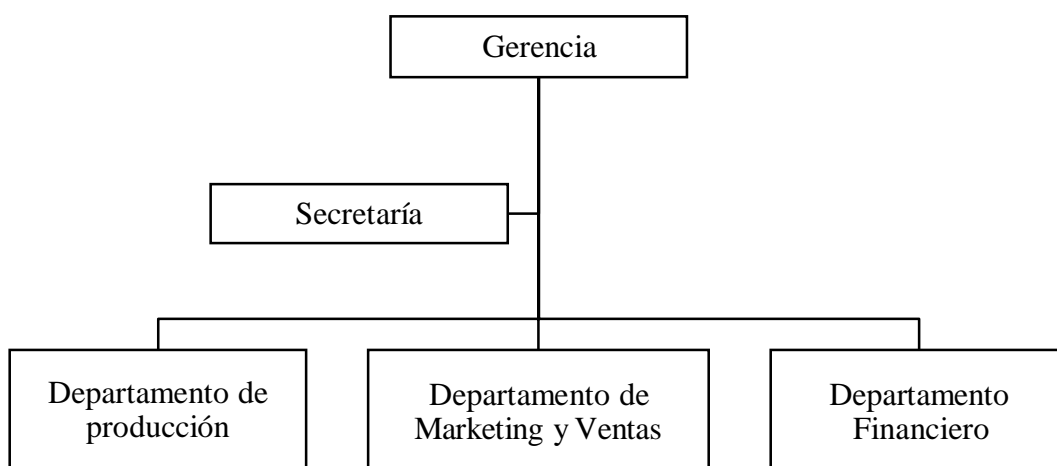 Gerencia
Secretaría
Departamento de
producción
Departamento de
Marketing y Ventas
Departamento
Financiero